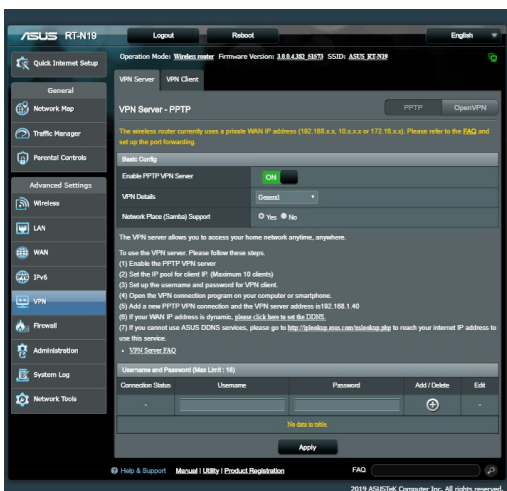 ASUS RT-N19
Logout
Reboot
English
Quick Internet Setup
Operation Mode: Wireless router Firmware Version: 3.0.0.4.382_51573 SSID: ASUS_RT-N19
VPN Server
VPN Client
General
Network Map
Traffic Manager
Parental Controls
Advanced Settings
Wireless
LAN
WAN
IPv6
VPN
Firewall
Administration
System Log
Network Tools
VPN Server - PPTP
PPTP
OpenVPN
The wireless router currently uses a private WAN IP address (192.168.x.x, 10.x.x.x or 172.16.x.x). Please refer to the FAQ and
set up the port forwarding.
Basic Config
Enable PPTP VPN Server
ON
VPN Details
General
Network Place (Samba) Support
Yes
No
The VPN server allows you to access your home network anytime, anywhere.
To use the VPN server. Please follow these steps.
(1) Enable the PPTP VPN server
(2) Set the IP pool for client IP. (Maximum 10 clients)
(3) Set up the username and password for VPN client.
(4) Open the VPN connection program on your computer or smartphone.
(5) Add a new PPTP VPN connection and the VPN server address is192.168.1.40
(6) If your WAN IP address is dynamic, please click here to set the DDNS.
(7) If you cannot use ASUS DDNS services, please go to http://iplookup.asus.com/nslookup.php to reach your internet IP address to
use this service.
VPN Server FAQ
Username and Password (Max Limit : 16)
Connection Status
Username
Password
Add / Delete
Edit
-
-
No data in table.
Apply
Help & Support
Manual | Utility | Product Registration
FAQ
2019 ASUSTeK Computer Inc. All rights reserved.